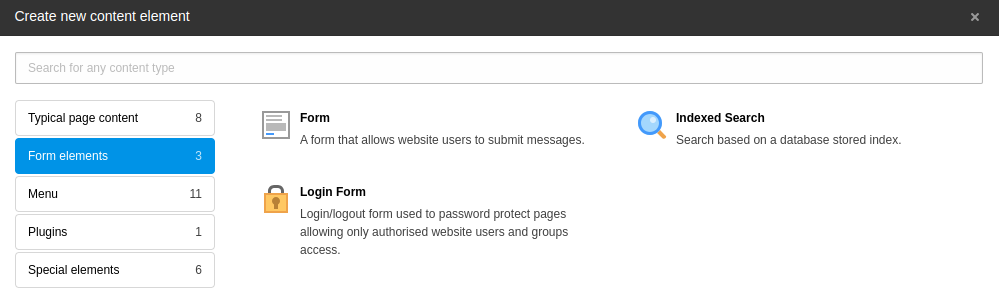 Create new content element
×
Search for any content type
Typical page content 8
Form elements 3
Menu 11
Plugins 1
Special elements 6
Form
A form that allows website users to submit messages.
Indexed Search
Search based on a database stored index.
Login Form
Login/logout form used to password protect pages
allowing only authorised website users and groups
access.